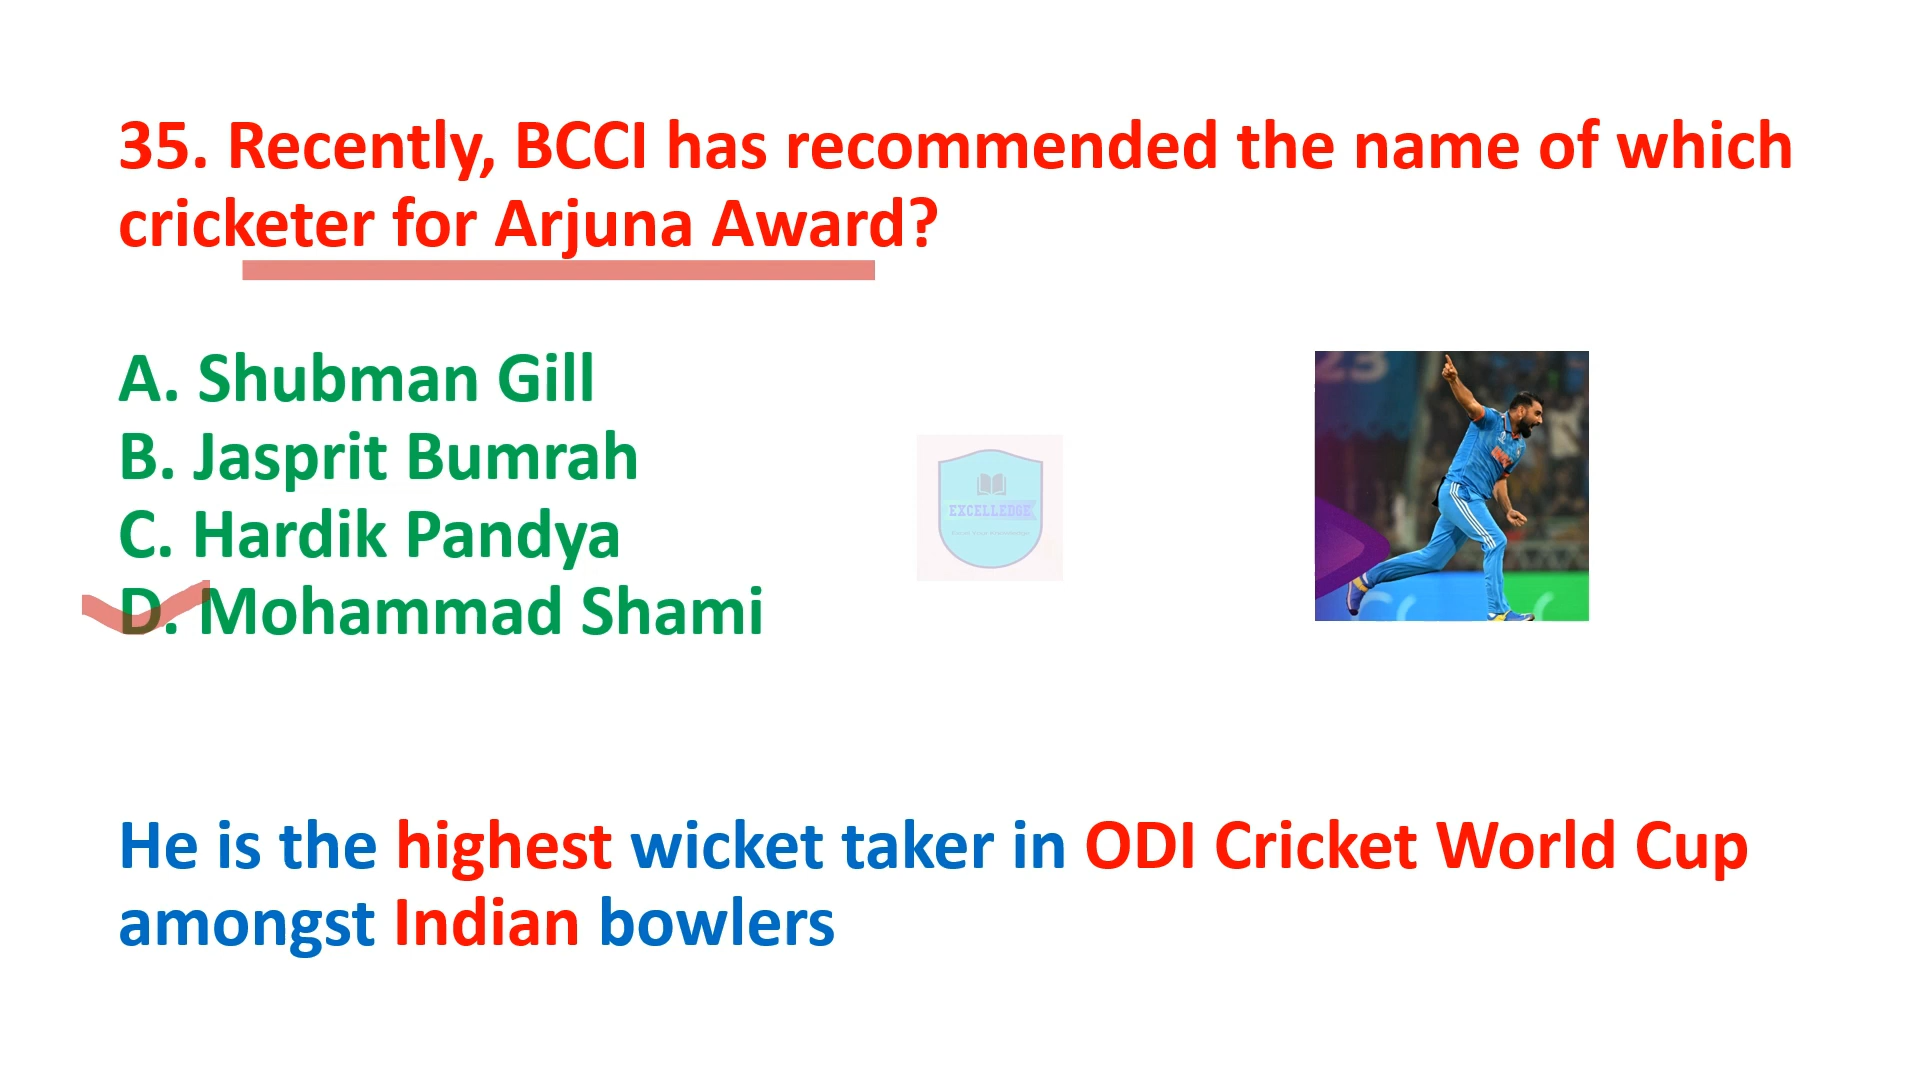 35. Recently, BCCI has recommended the name of which
cricketer for Arjuna Award?
A. Shubman Gill
B. Jasprit Bumrah
C. Hardik Pandya
D. Mohammad Shami
EXCELLEDGE
23
He is the highest wicket taker in ODI Cricket World Cup
amongst Indian bowlers